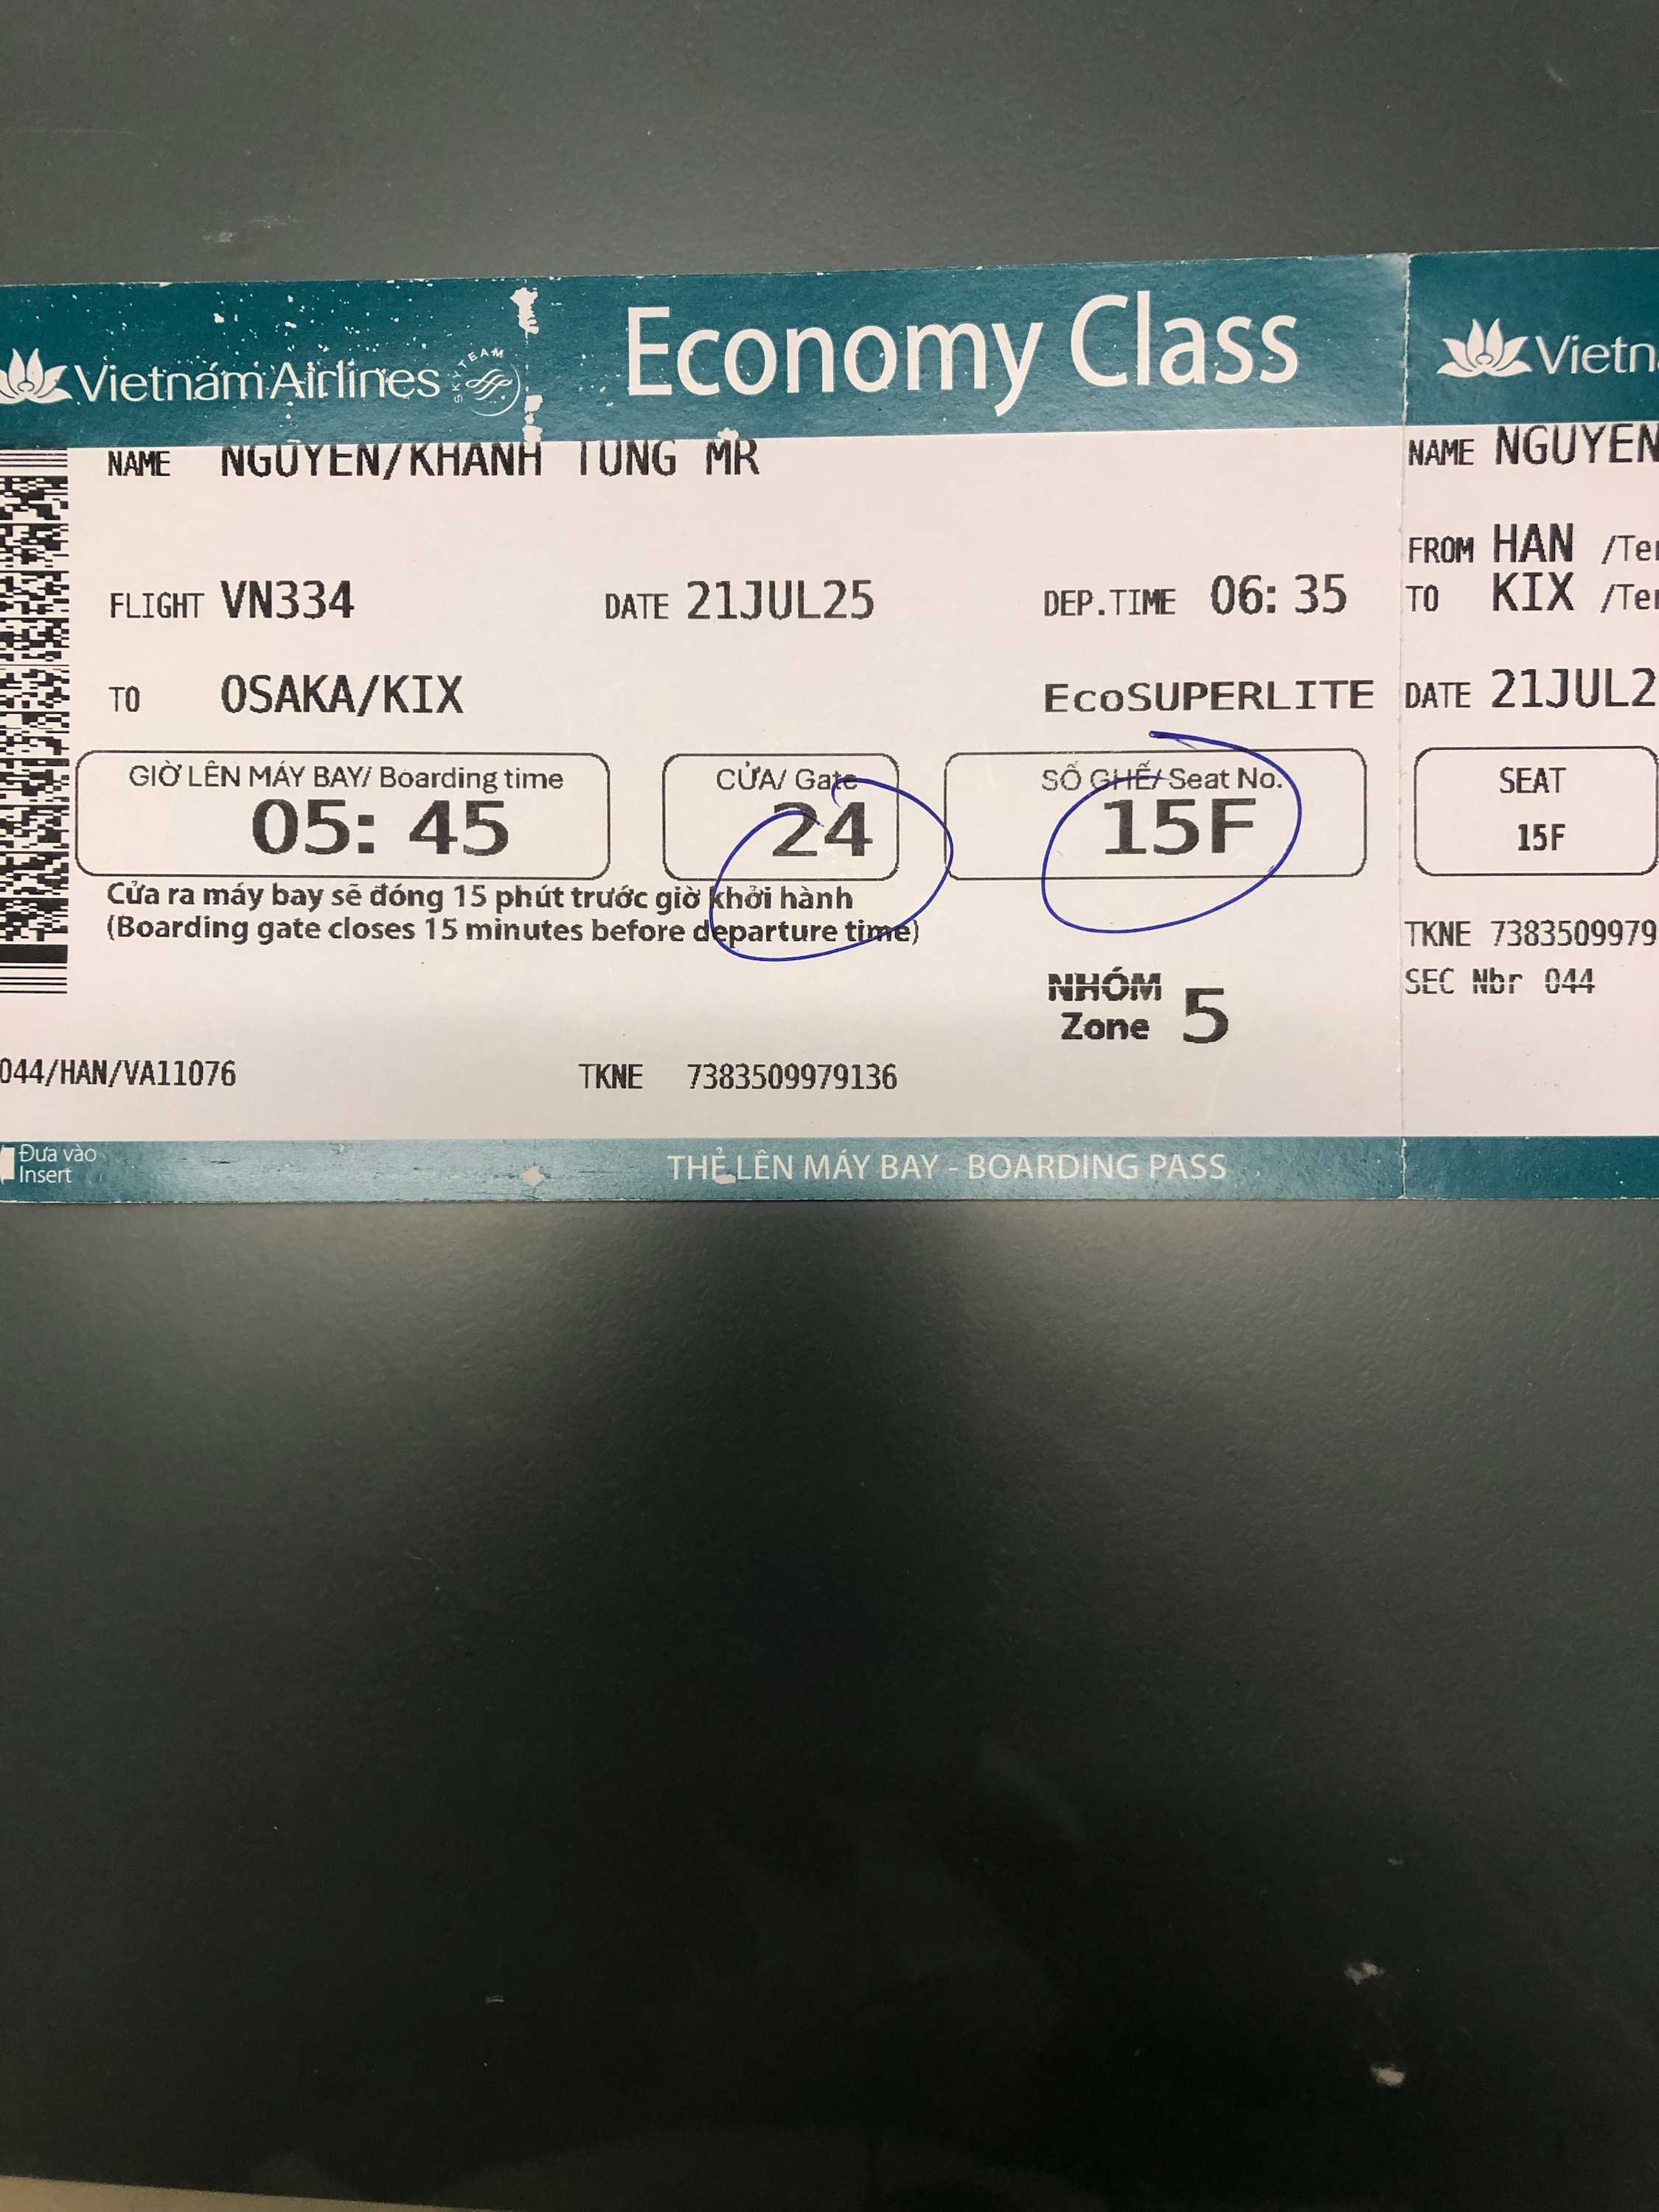 Vietnam Airlines SKYTEAM Economy Class
NAME NGUYEN/KHANH TUNG MR
FLIGHT VN334 DATE 21JUL25 DEP.TIME 06: 35
TO OSAKA/KIX EcoSUPERLITE
GIỜ LÊN MÁY BAY/ Boarding time
05: 45
CỬA/ Gate
24
SỐ GHẾ/ Seat No.
15F
Cửa ra máy bay sẽ đóng 15 phút trước giờ khởi hành
(Boarding gate closes 15 minutes before departure time)
NHÓM
Zone 5
044/HAN/VA11076 TKNE 7383509979136
Đưa vào
Insert
THẺ LÊN MÁY BAY - BOARDING PASS
Vietn
NAME NGUYEN
FROM HAN /Ter
TO KIX /Ter
DATE 21JUL2
SEAT
15F
TKNE 7383509979
SEC Nbr 044